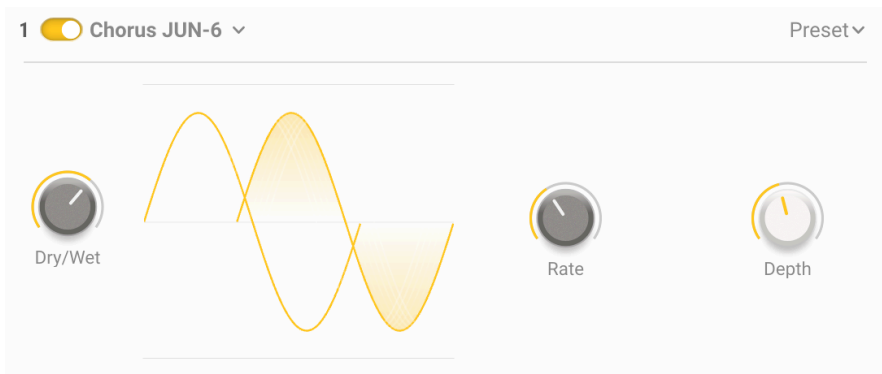 1 Chorus JUN-6
Preset
Dry/Wet
Rate
Depth